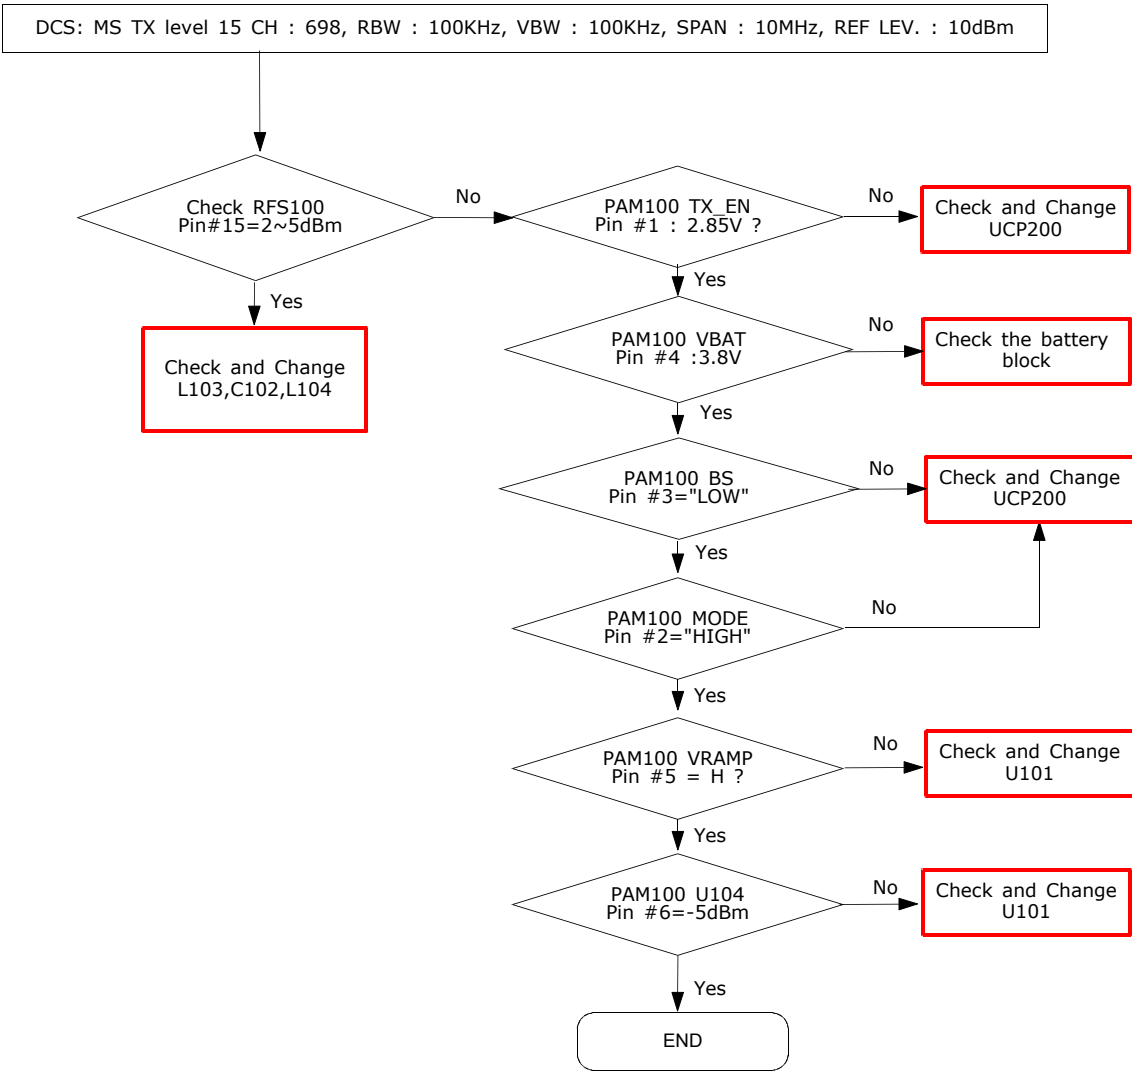 DCS: MS TX level 15 CH : 698, RBW : 100KHz, VBW : 100KHz, SPAN : 10MHz, REF LEV. : 10dBm
Check RFS100
Pin#15=2~5dBm
No
PAM100 TX_EN
Pin #1 : 2.85V ?
No
Check and Change
UCP200
Yes
Check and Change
L103,C102,L104
Yes
PAM100 VBAT
Pin #4 :3.8V
No
Check the battery
block
Yes
PAM100 BS
Pin #3="LOW"
No
Check and Change
UCP200
Yes
PAM100 MODE
Pin #2="HIGH"
No
Yes
PAM100 VRAMP
Pin #5 = H ?
No
Check and Change
U101
Yes
PAM100 U104
Pin #6=-5dBm
No
Check and Change
U101
Yes
END